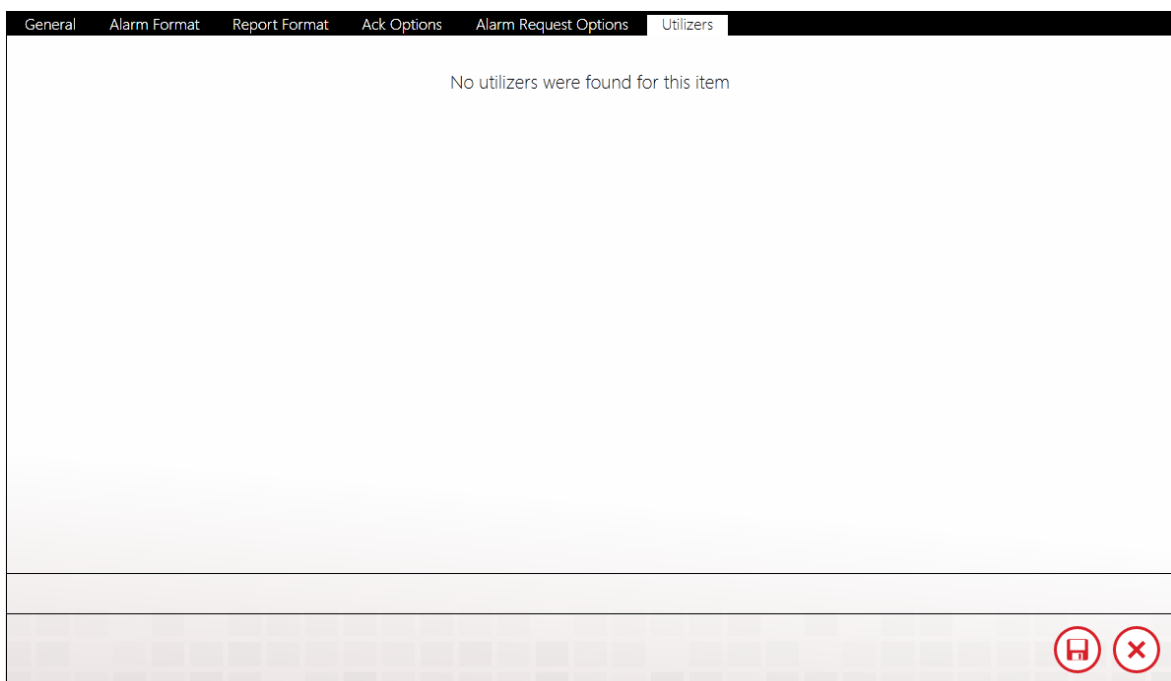 General Alarm Format Report Format Ack Options Alarm Request Options Utilizers
No utilizers were found for this item